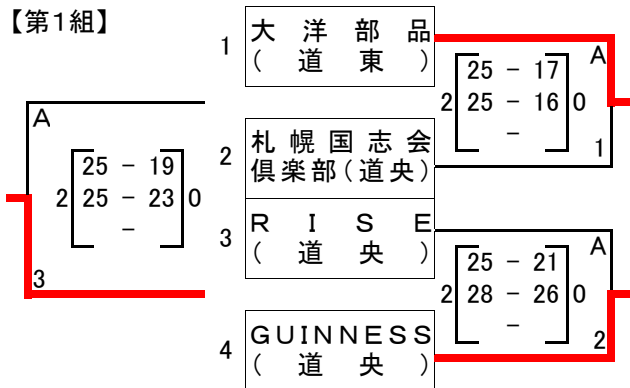 【第1組】
A
25 - 19
2 25 - 23 0
-
3
1 大洋部品
(道東)
2 札幌国志会
倶楽部(道央)
3 RISE
(道央)
4 GUINNESS
(道央)
A
25 - 17
2 25 - 16 0
-
1
A
25 - 21
2 28 - 26 0
-
2